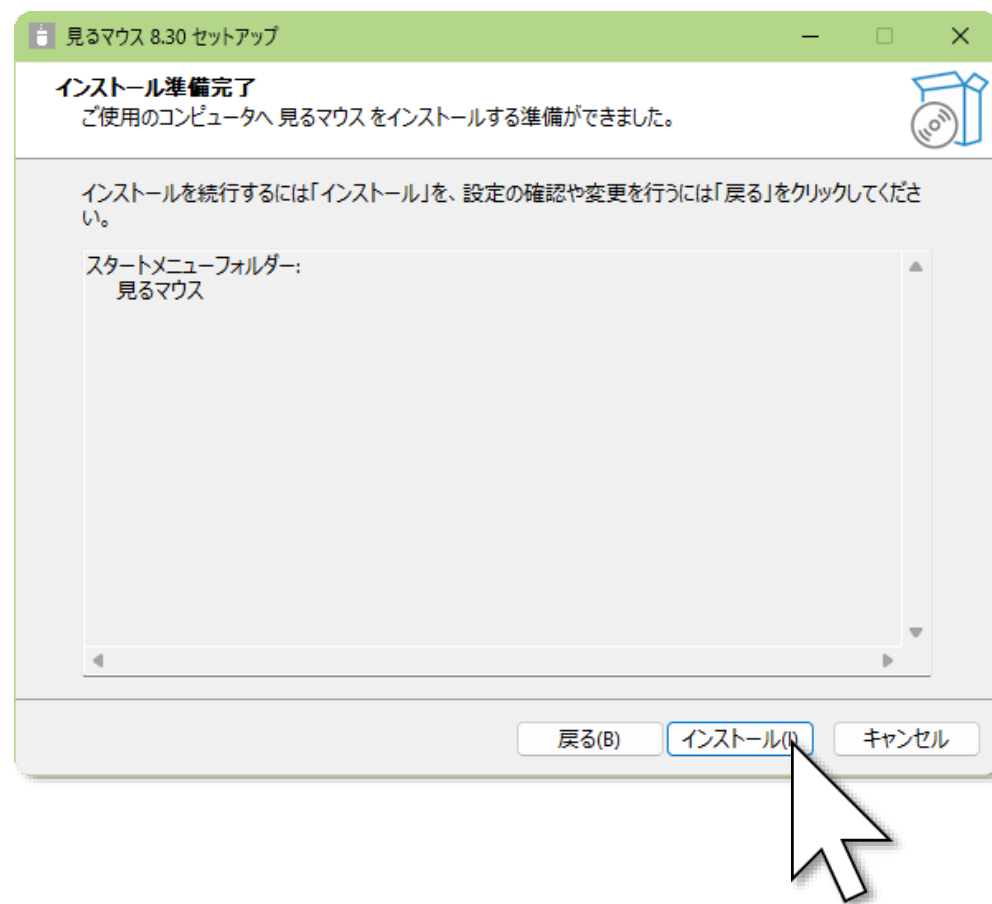 見るマウス 8.30 セットアップ
インストール準備完了
ご使用のコンピュータへ 見るマウス をインストールする準備ができました。
インストールを続行するには「インストール」を、設定の確認や変更を行うには「戻る」をクリックしてくださ
い。
スタートメニューフォルダー:
見るマウス
戻る(B)
インストール(I)
キャンセル